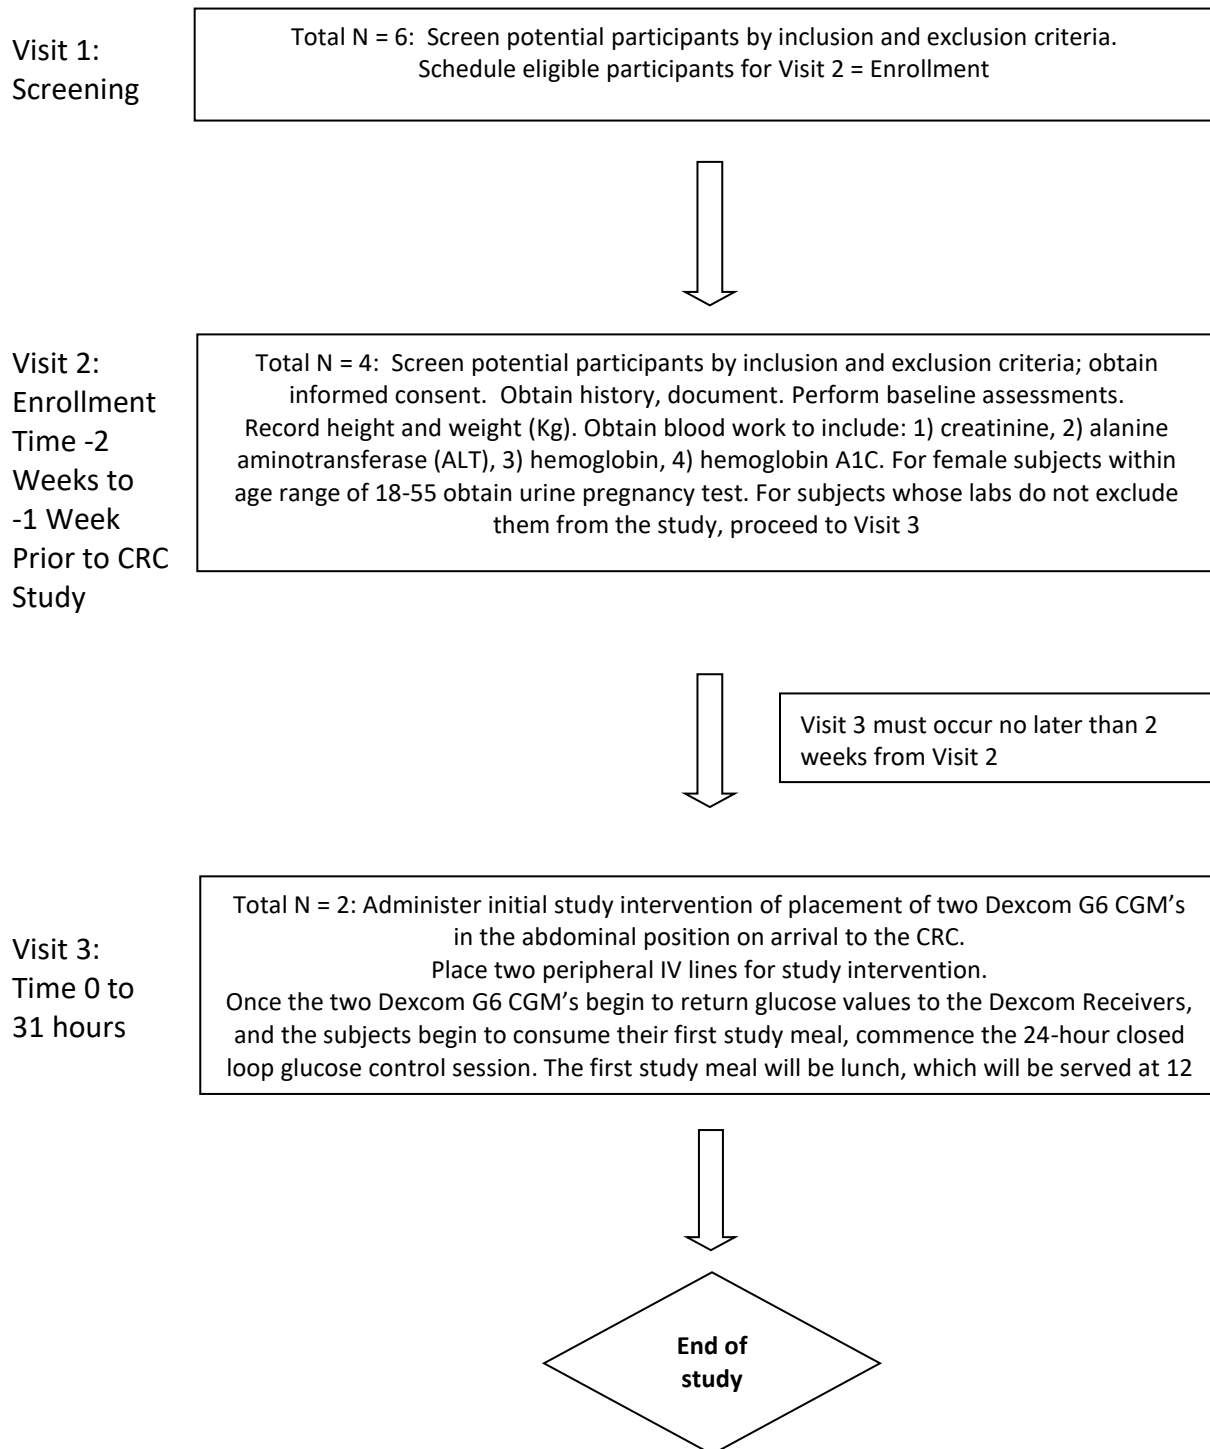 Visit 1:
Screening
Total N = 6:  Screen potential participants by inclusion and exclusion criteria.
Schedule eligible participants for Visit 2 = Enrollment
Visit 2:
Enrollment
Time -2
Weeks to
-1 Week
Prior to CRC
Study
Total N = 4:  Screen potential participants by inclusion and exclusion criteria; obtain
informed consent.  Obtain history, document. Perform baseline assessments.
Record height and weight (Kg). Obtain blood work to include: 1) creatinine, 2) alanine
aminotransferase (ALT), 3) hemoglobin, 4) hemoglobin A1C. For female subjects within
age range of 18-55 obtain urine pregnancy test. For subjects whose labs do not exclude
them from the study, proceed to Visit 3
Visit 3 must occur no later than 2
weeks from Visit 2
Visit 3:
Time 0 to
31 hours
Total N = 2: Administer initial study intervention of placement of two Dexcom G6 CGM’s
in the abdominal position on arrival to the CRC.
Place two peripheral IV lines for study intervention.
Once the two Dexcom G6 CGM’s begin to return glucose values to the Dexcom Receivers,
and the subjects begin to consume their first study meal, commence the 24-hour closed
loop glucose control session. The first study meal will be lunch, which will be served at 12
End of
study